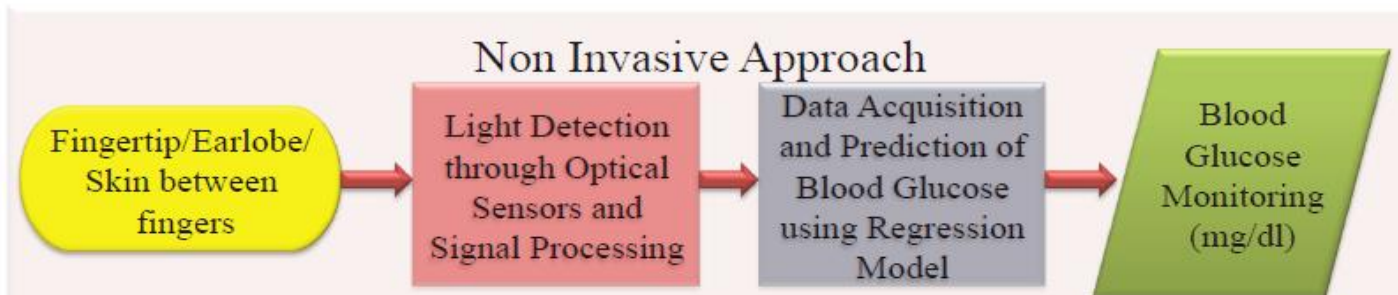 Non Invasive Approach
Fingertip/Earlobe/
Skin between
fingers
Light Detection
through Optical
Sensors and
Signal Processing
Data Acquisition
and Prediction of
Blood Glucose
using Regression
Model
Blood
Glucose
Monitoring
(mg/dl)